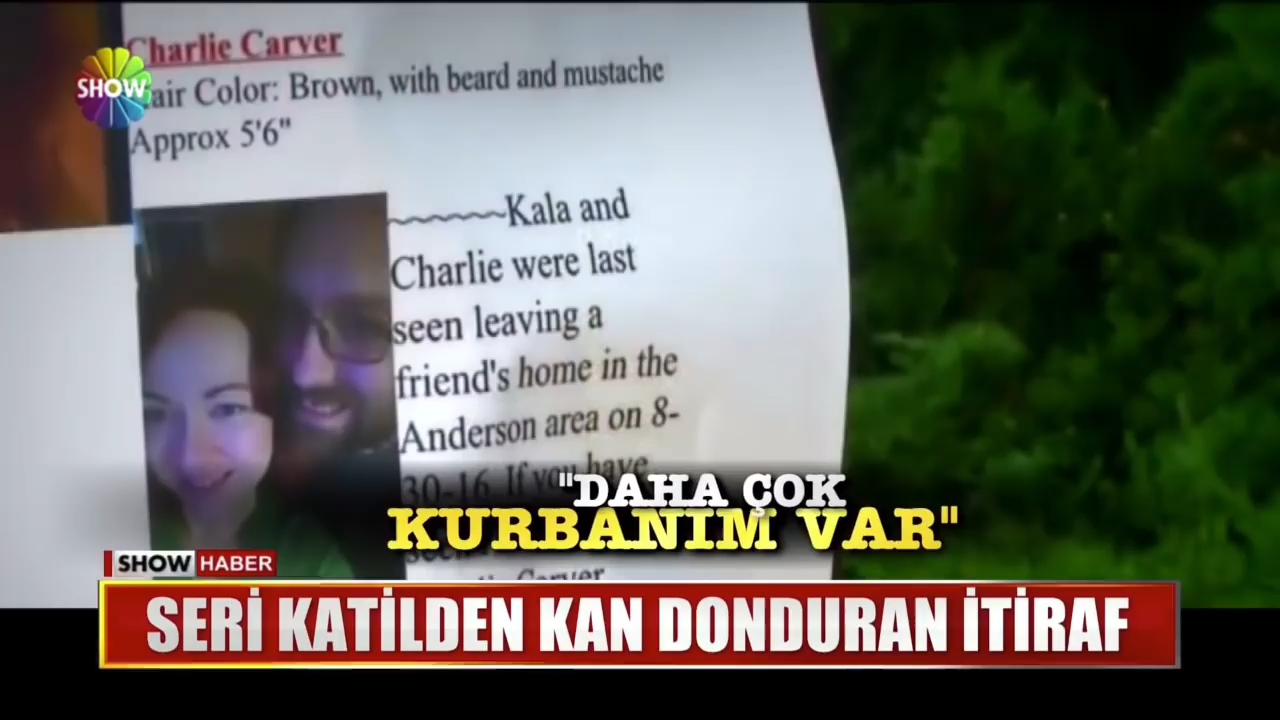 Charlie Carver
Hair Color: Brown, with beard and mustache
Approx 5'6"
SHOW
~~~~~~~Kala and
Charlie were last
seen leaving a
friend's home in the
Anderson area on 8-
30-16. If you have
"DAHA ÇOK
KURBANIM VAR"
Carver
SHOW HABER
SERİ KATİLDEN KAN DONDURAN İTİRAF